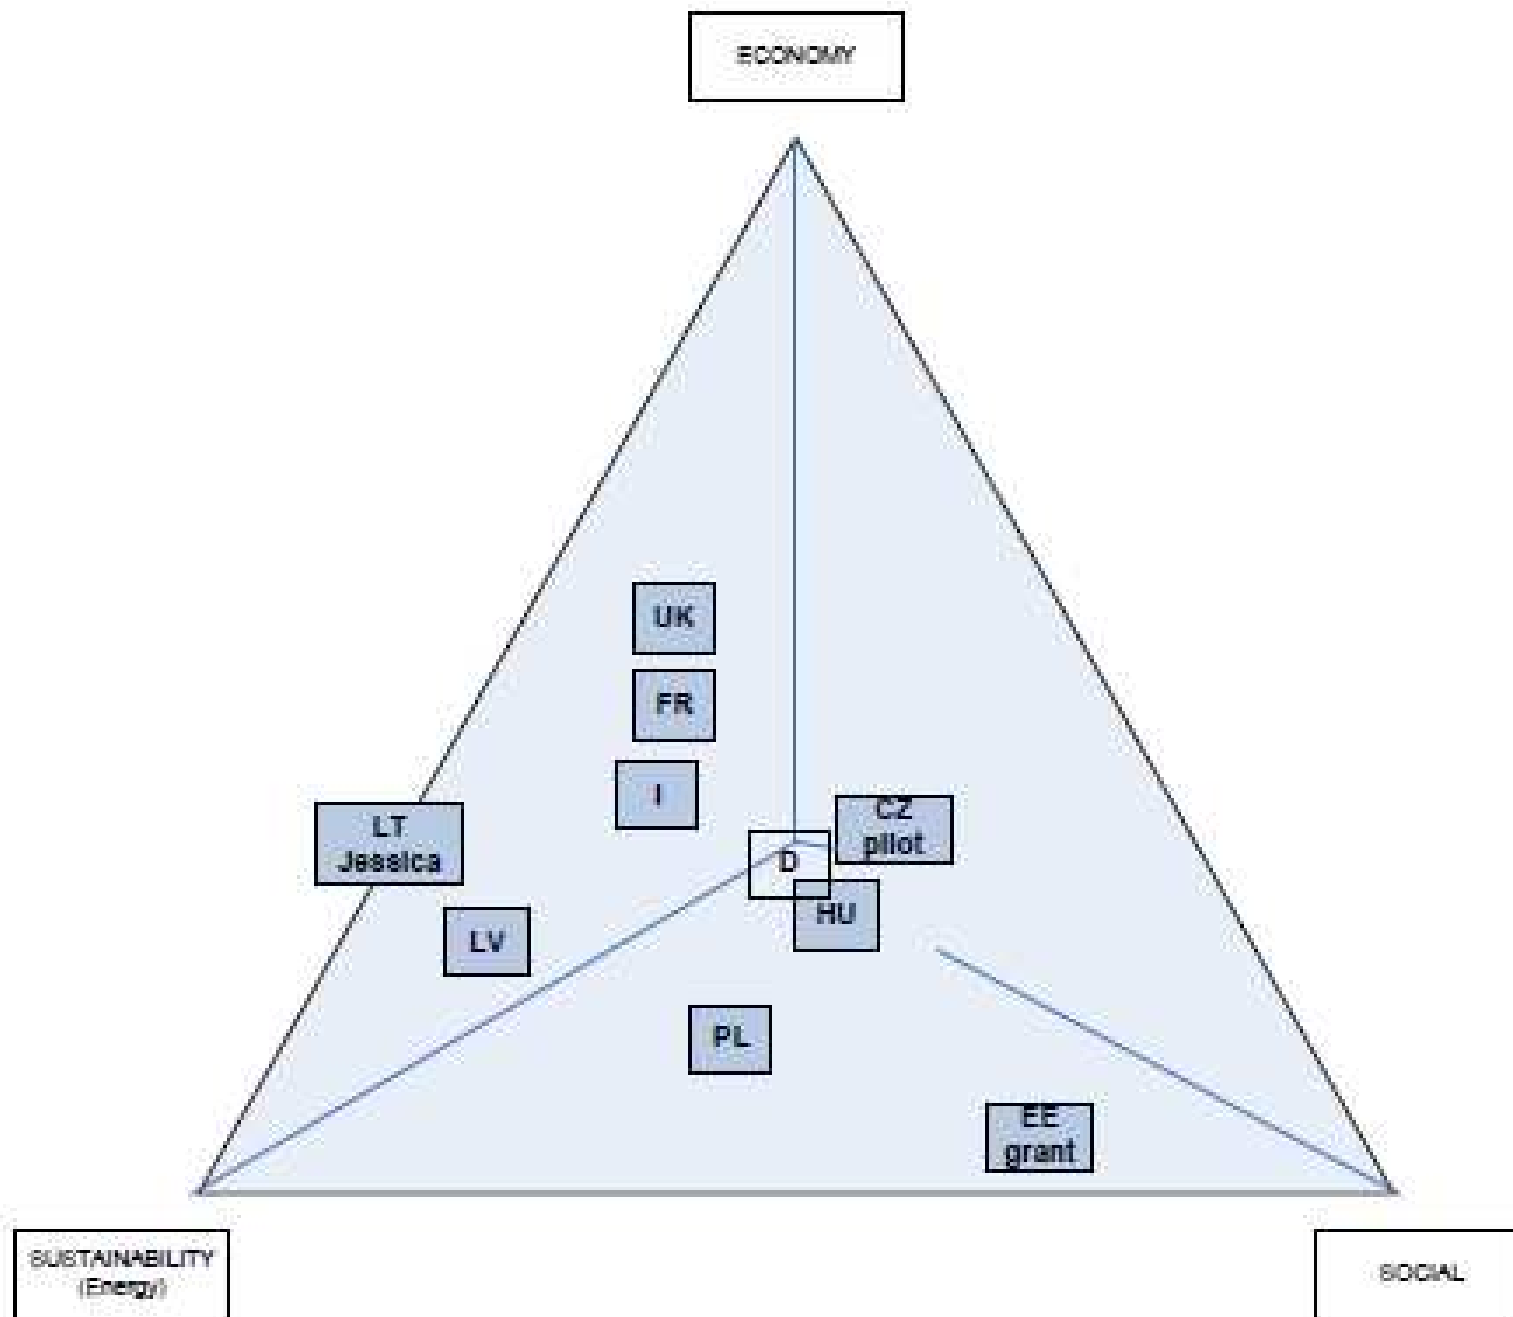 ECONOMY
UK
FR
I
LT
Jessica
CZ
pilot
D
HU
LV
PL
EE
grant
SUSTAINABILITY
(Energy)
SOCIAL